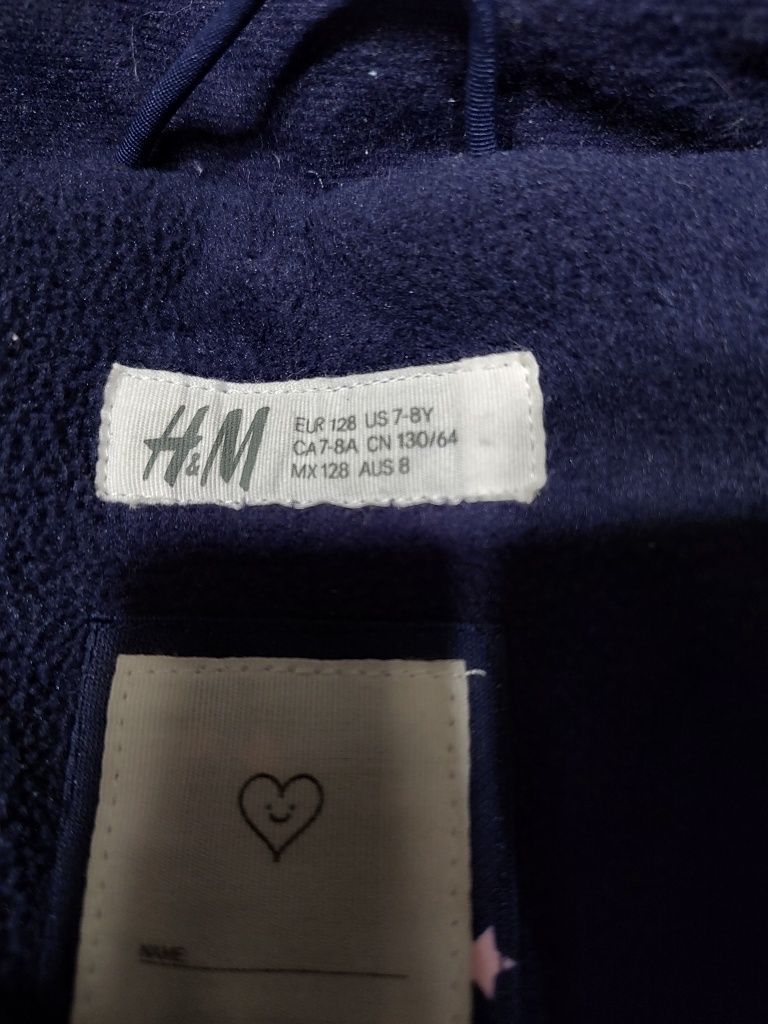 H&M
EUR 128 US 7-8Y
CA 7-8A CN 130/64
MX 128 AUS 8
NAME